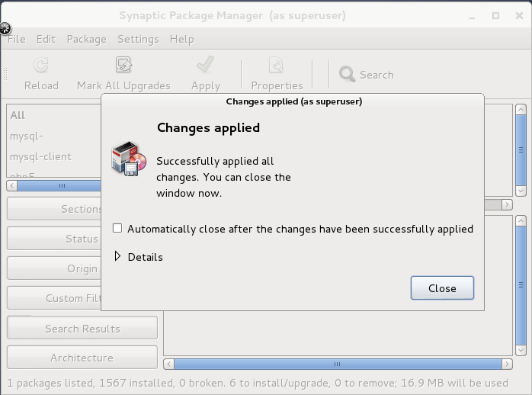 Synaptic Package Manager (as superuser)
File Edit Package Settings Help
Reload Mark All Upgrades Apply Properties Search
Changes applied (as superuser)
Changes applied
Successfully applied all
changes. You can close the
window now.
Automatically close after the changes have been successfully applied
Details
Close
All
mysql-
mysql-client
Sections
Status
Origin
Custom Filt
Search Results
Architecture
1 packages listed, 1567 installed, 0 broken. 6 to install/upgrade, 0 to remove; 16.9 MB will be used